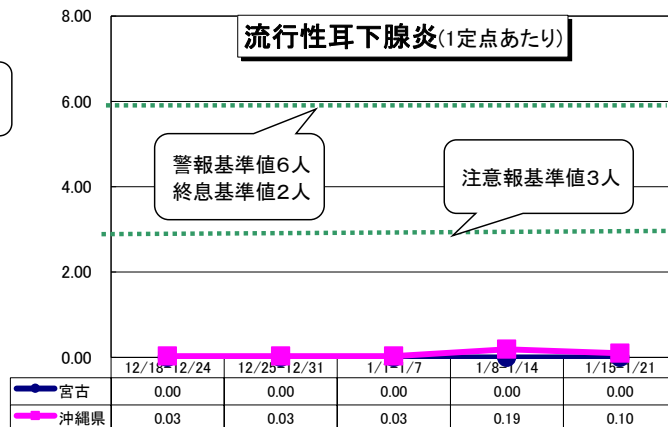 流行性耳下腺炎(1定点あたり)
8.00
6.00
4.00
2.00
0.00
警報基準値6人
終息基準値2人
注意報基準値3人
12/18-12/24 12/25-12/31 1/1-1/7 1/8-1/14 1/15-1/21
宮古 0.00 0.00 0.00 0.00 0.00
沖縄県 0.03 0.03 0.03 0.19 0.10